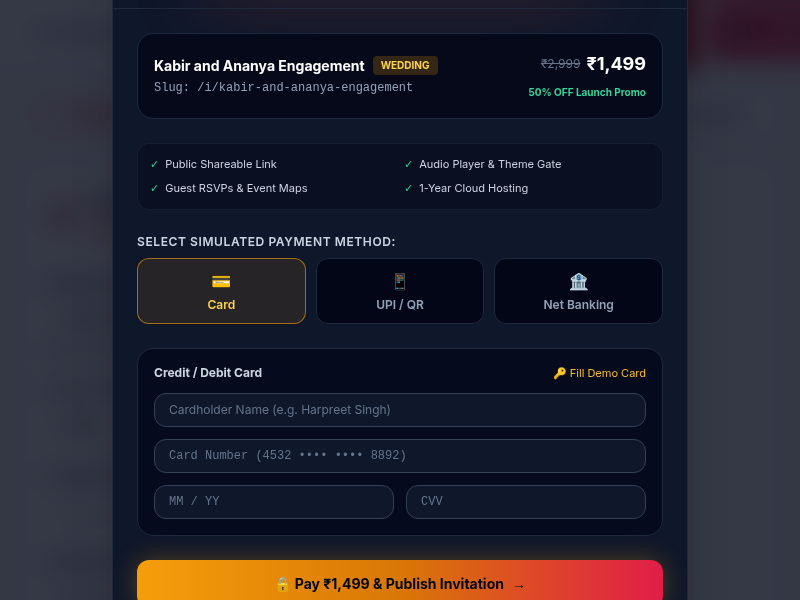 Kabir and Ananya Engagement WEDDING ₹2,999 ₹1,499
Slug: /i/kabir-and-ananya-engagement
50% OFF Launch Promo
✓ Public Shareable Link ✓ Audio Player & Theme Gate
✓ Guest RSVPs & Event Maps ✓ 1-Year Cloud Hosting
SELECT SIMULATED PAYMENT METHOD:
Card UPI / QR Net Banking
Credit / Debit Card 🔑 Fill Demo Card
Cardholder Name (e.g. Harpreet Singh)
Card Number (4532 •••• •••• 8892)
MM / YY CVV
🔒 Pay ₹1,499 & Publish Invitation →